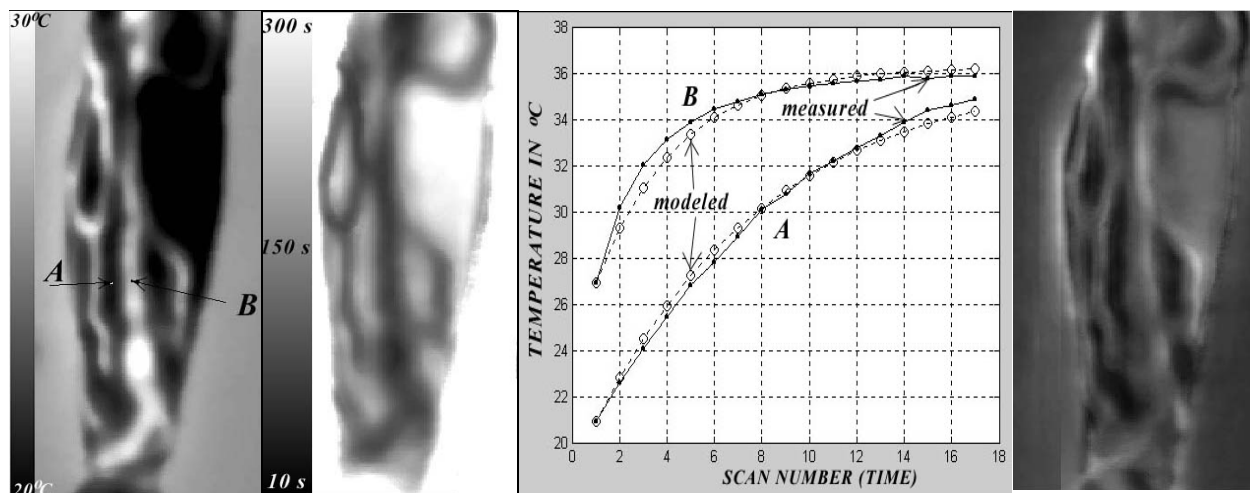 30°C
A
B
20°C
300 s
150 s
10 s
TEMPERATURE IN °C
38
36
34
32
30
28
26
24
22
20
B
measured
modeled
A
0 2 4 6 8 10 12 14 16 18
SCAN NUMBER (TIME)